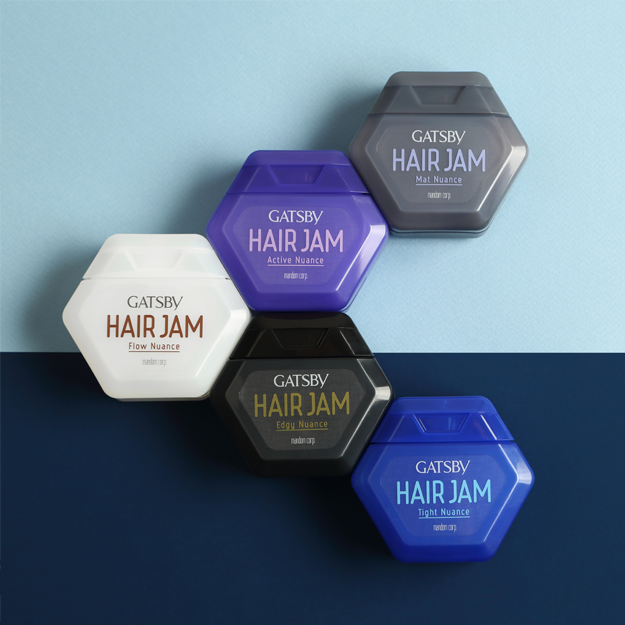 GATSBY
HAIR JAM
Mat Nuance
mandom corp.
GATSBY
HAIR JAM
Active Nuance
mandom corp.
GATSBY
HAIR JAM
Flow Nuance
mandom corp.
GATSBY
HAIR JAM
Edgy Nuance
mandom corp.
GATSBY
HAIR JAM
Tight Nuance
mandom corp.